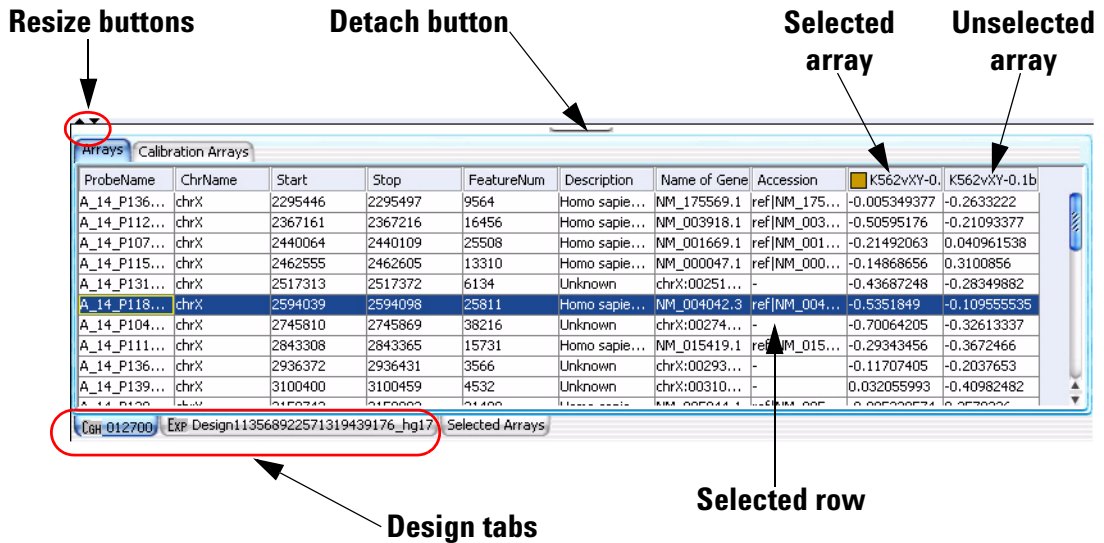 Resize buttons Detach button Selected array Unselected array
Arrays Calibration Arrays
ProbeName ChrName Start Stop FeatureNum Description Name of Gene Accession K562vXY-0. K562vXY-0.1b
A_14_P136... chrX 2295446 2295497 9564 Homo sapie... NM_175569.1 ref|NM_175... -0.005349377 -0.2633222
A_14_P112... chrX 2367161 2367216 16456 Homo sapie... NM_003918.1 ref|NM_003... -0.50595176 -0.21093377
A_14_P107... chrX 2440064 2440109 25508 Homo sapie... NM_001669.1 ref|NM_001... -0.21492063 0.040961538
A_14_P115... chrX 2462555 2462605 13310 Homo sapie... NM_000047.1 ref|NM_000... -0.14868656 0.3100856
A_14_P131... chrX 2517313 2517372 6134 Unknown chrX:00251... - -0.43687248 -0.28349882
A_14_P118... chrX 2594039 2594098 25811 Homo sapie... NM_004042.3 ref|NM_004... -0.5351849 -0.109555535
A_14_P104... chrX 2745810 2745869 38216 Unknown chrX:00274... - -0.70064205 -0.32613337
A_14_P111... chrX 2843308 2843365 15731 Homo sapie... NM_015419.1 ref|NM_015... -0.29343456 -0.3672466
A_14_P136... chrX 2936372 2936431 3566 Unknown chrX:00293... - -0.11707405 -0.2037653
A_14_P139... chrX 3100400 3100459 4532 Unknown chrX:00310... - 0.032055993 -0.40982482
CGH 012700 EXP Design113568922571319439176_hg17 Selected Arrays
Selected row
Design tabs